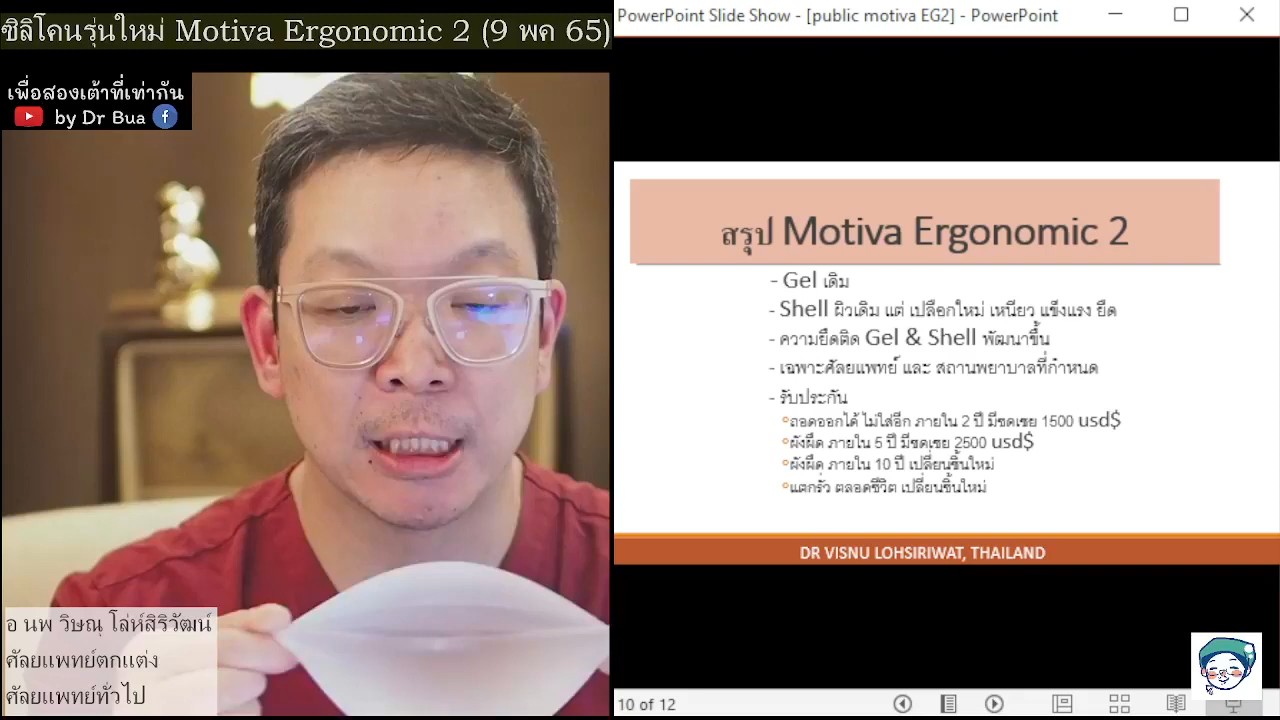 ซิลิโคนรุ่นใหม่ Motiva Ergonomic 2 (9 พค 65)
เพื่อสองเต้าที่เท่ากัน
by Dr Bua
อ นพ วิษณุ โล่ห์สิริวัฒน์
ศัลยแพทย์ตกแต่ง
ศัลยแพทย์ทั่วไป
PowerPoint Slide Show - [public motiva EG2] - PowerPoint
สรุป Motiva Ergonomic 2
- Gel เดิม
- Shell ผิวเดิม แต่ เปลือกใหม่ เหนียว แข็งแรง ยืด
- ความยืดติด Gel & Shell พัฒนาขึ้น
- เฉพาะศัลยแพทย์ และ สถานพยาบาลที่กำหนด
- รับประกัน
ถอดออกได้ ไม่ใส่อีก ภายใน 2 ปี มีชดเชย 1500 usd$
ผังผืด ภายใน 5 ปี มีชดเชย 2500 usd$
ผังผืด ภายใน 10 ปี เปลี่ยนชิ้นใหม่
แตกรั่ว ตลอดชีวิต เปลี่ยนชิ้นใหม่
DR VISNU LOHSIRIWAT, THAILAND
10 of 12